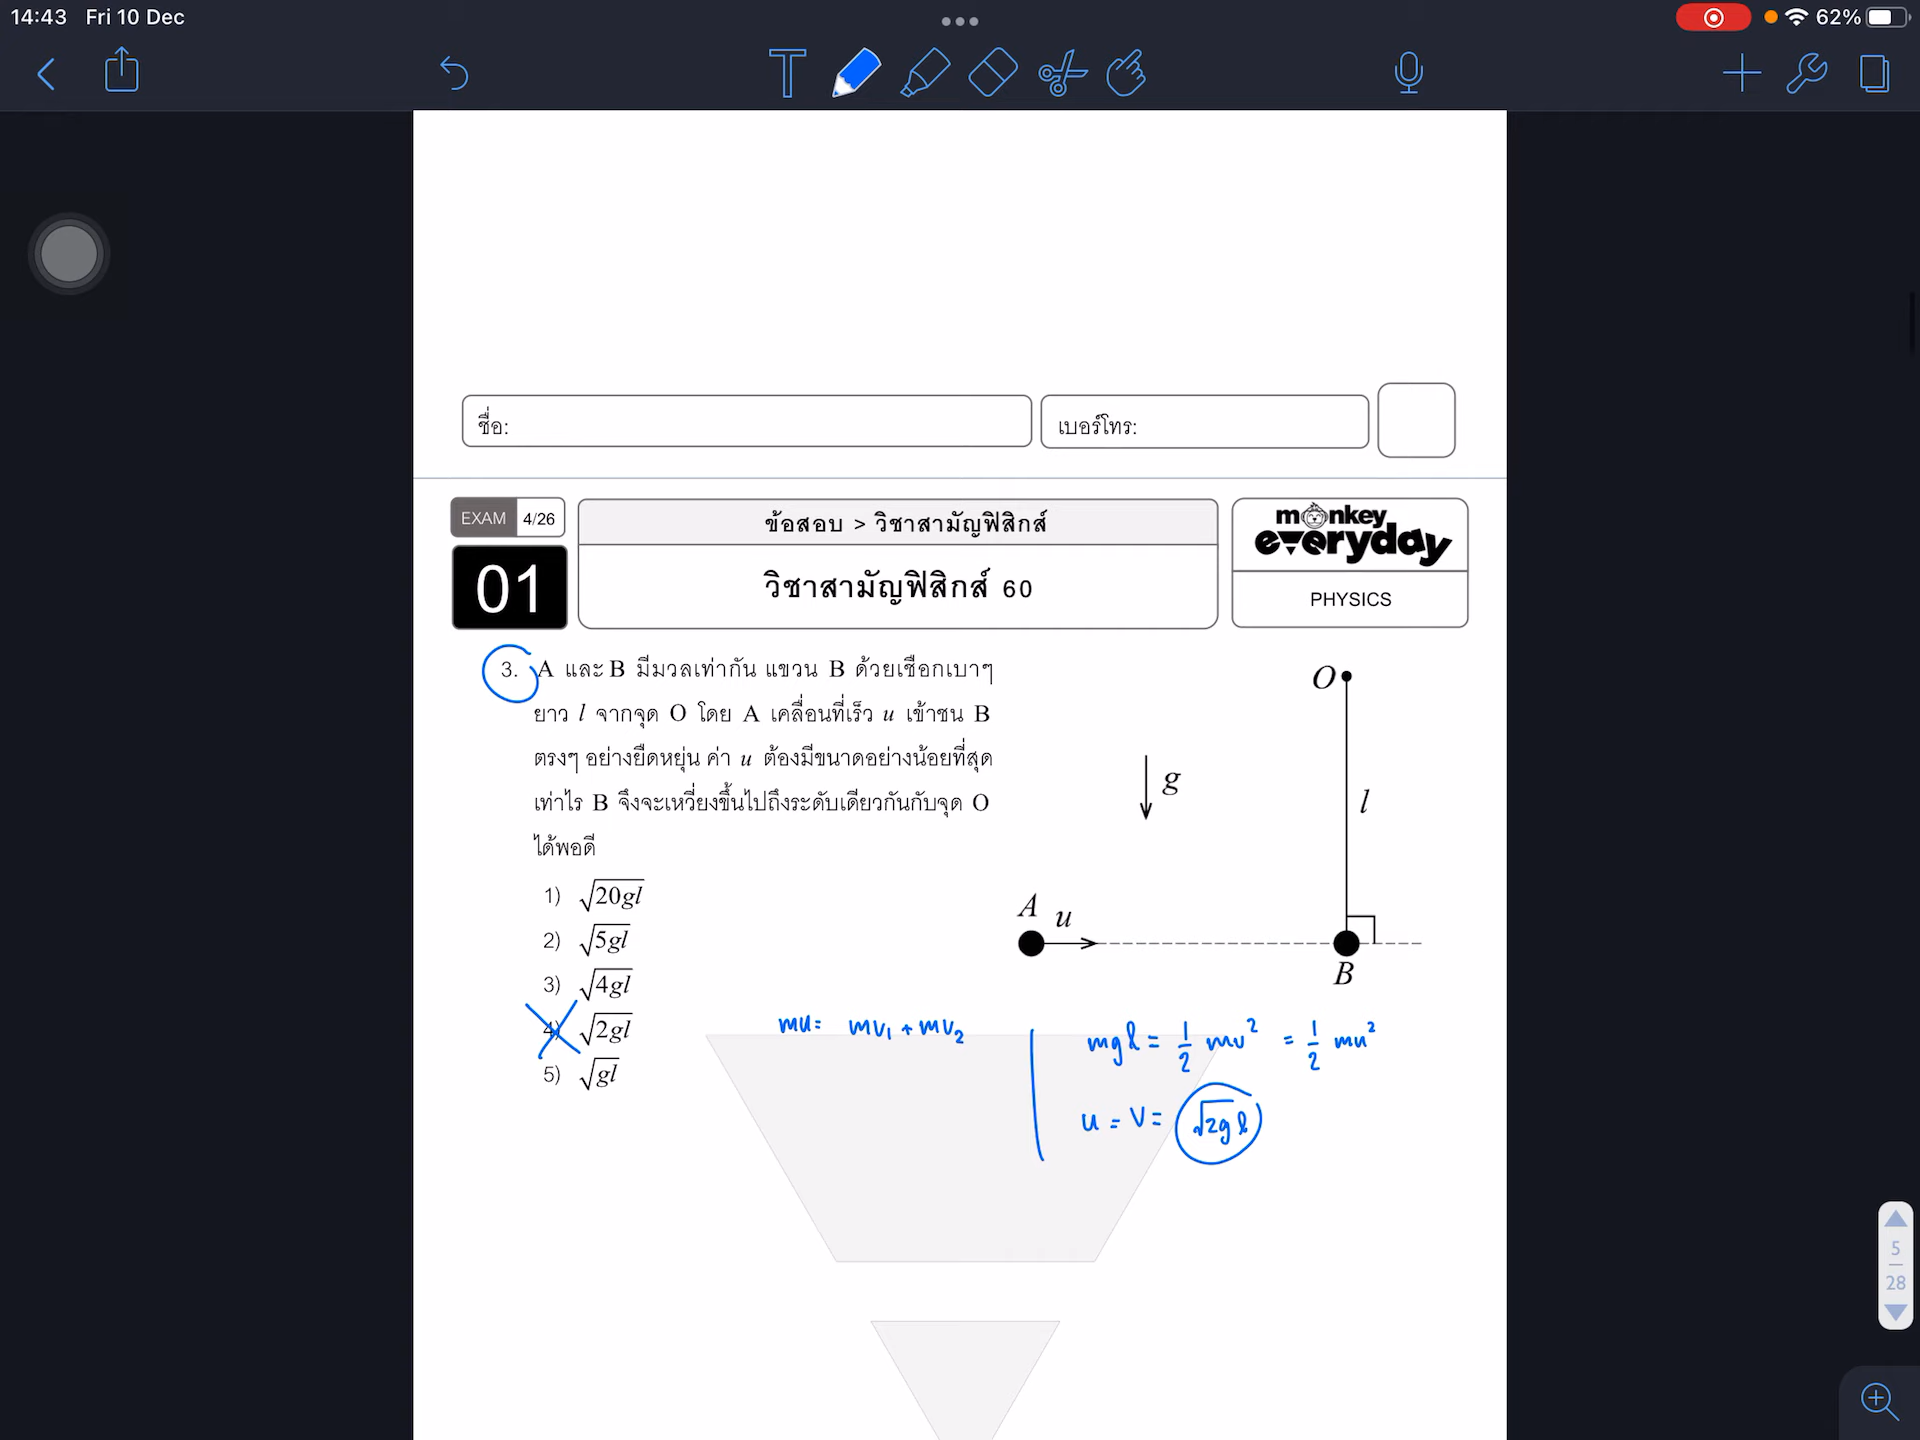 14:43 Fri 10 Dec
62%
T
ชื่อ:
เบอร์โทร:
EXAM 4/26
01
ข้อสอบ > วิชาสามัญฟิสิกส์
วิชาสามัญฟิสิกส์ 60
monkey
everyday
PHYSICS
3. A และ B มีมวลเท่ากัน แขวน B ด้วยเชือกเบาๆ
ยาว l จากจุด O โดย A เคลื่อนที่เร็ว u เข้าชน B
ตรงๆ อย่างยืดหยุ่น ค่า u ต้องมีขนาดอย่างน้อยที่สุด
เท่าไร B จึงจะเหวี่ยงขึ้นไปถึงระดับเดียวกันกับจุด O
ได้พอดี
1) √20gl
2) √5gl
3) √4gl
4) √2gl
5) √gl
O
g
l
A
u
B
mu = mv₁ + mv₂
mgl = 1/2 mv² = 1/2 mu²
u = v = √2gl
5
28